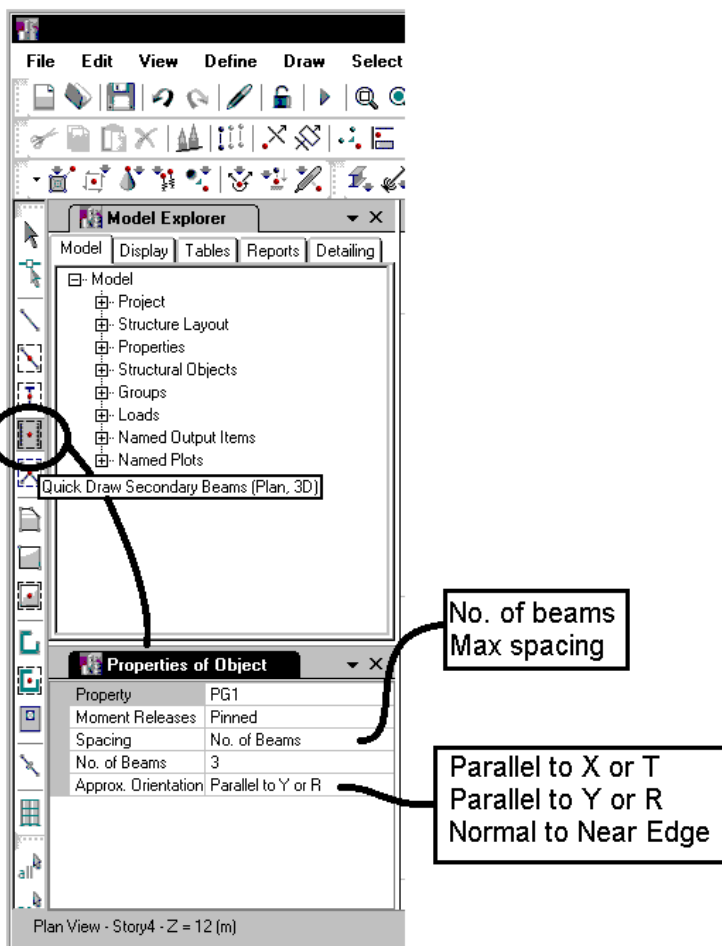 File Edit View Define Draw Select
Model Explorer
Model Display Tables Reports Detailing
Model
Project
Structure Layout
Properties
Structural Objects
Groups
Loads
Named Output Items
Named Plots
Quick Draw Secondary Beams (Plan, 3D)
No. of beams
Max spacing
Properties of Object
Property PG1
Moment Releases Pinned
Spacing No. of Beams
No. of Beams 3
Approx. Orientation Parallel to Y or R
Parallel to X or T
Parallel to Y or R
Normal to Near Edge
all
Plan View - Story4 - Z = 12 (m)